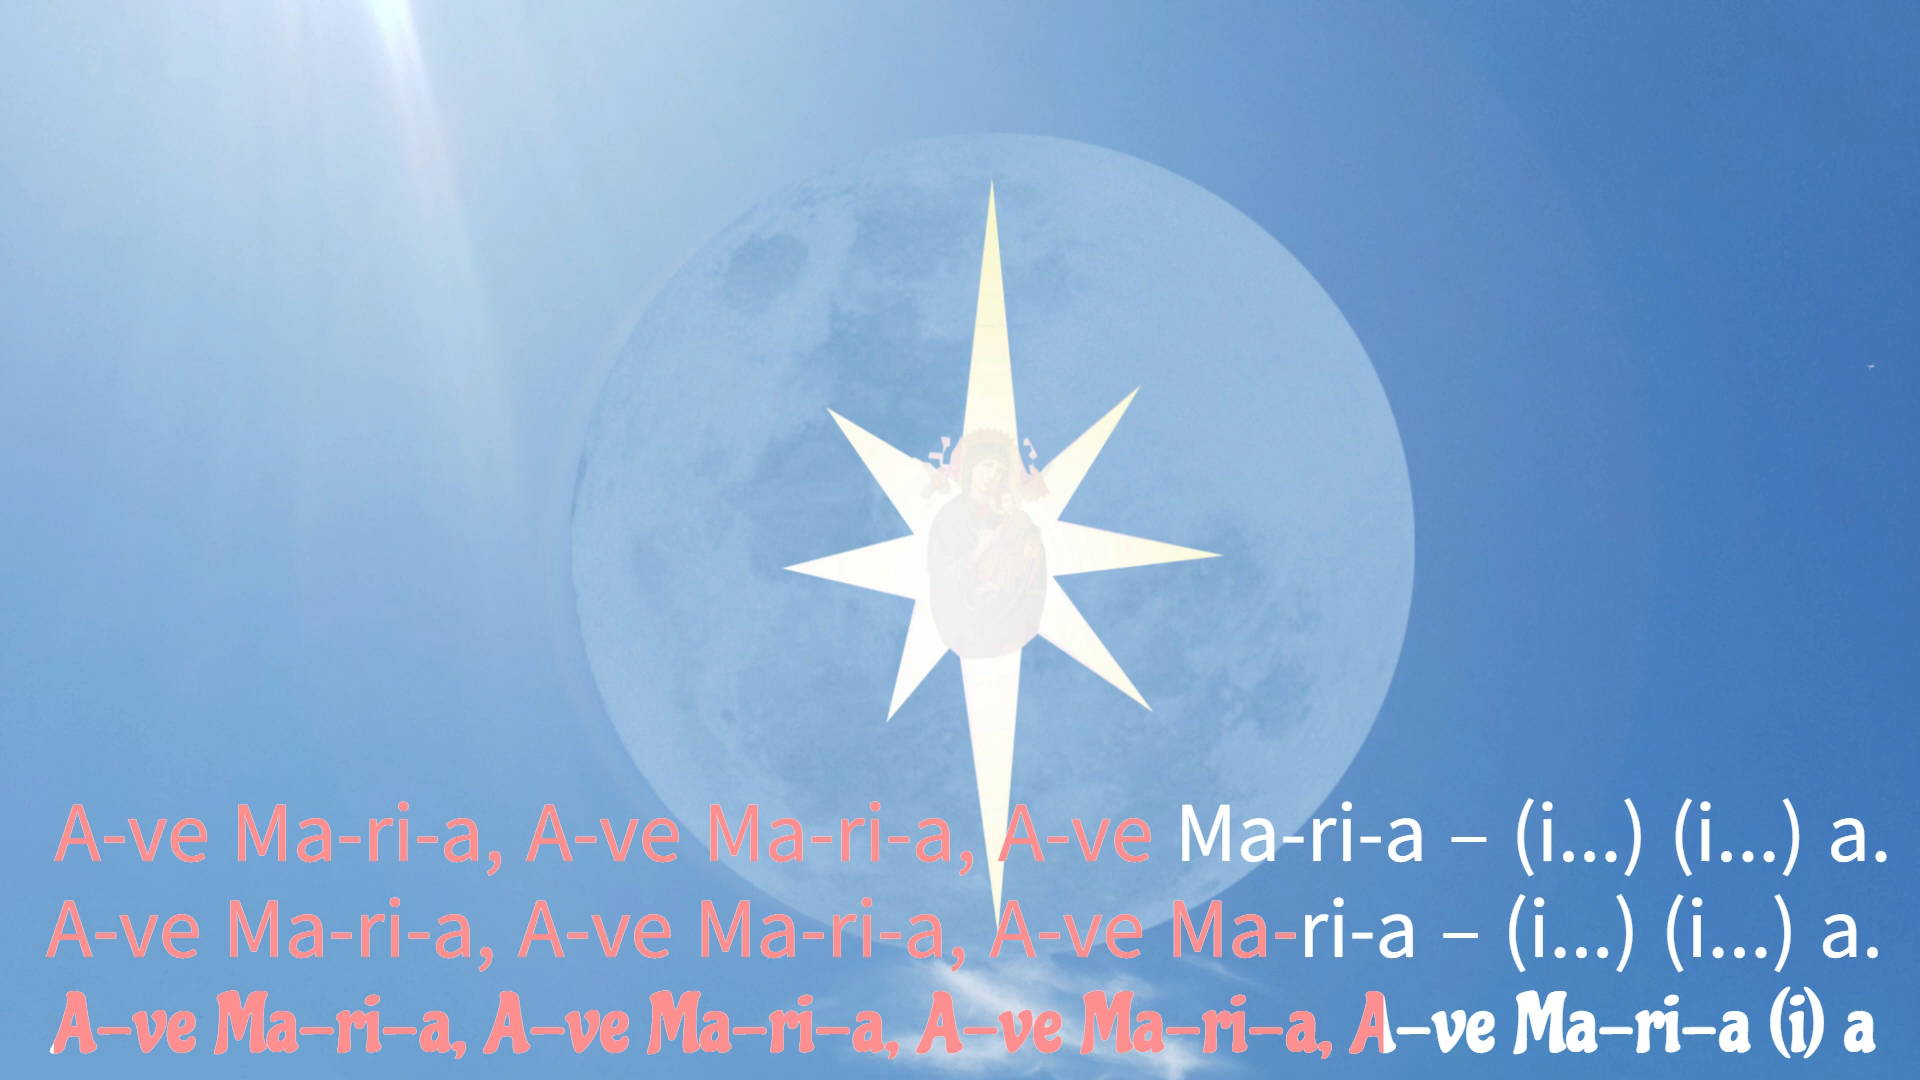 A-ve Ma-ri-a, A-ve Ma-ri-a, A-ve Ma-ri-a – (i...) (i...) a.
A-ve Ma-ri-a, A-ve Ma-ri-a, A-ve Ma-ri-a – (i...) (i...) a.
A-ve Ma-ri-a, A-ve Ma-ri-a, A-ve Ma-ri-a, A-ve Ma-ri-a (i) a